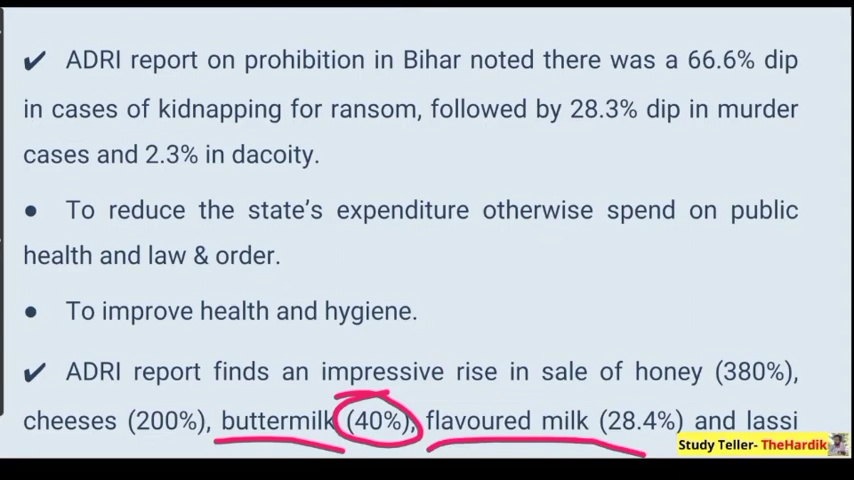 ✔ ADRI report on prohibition in Bihar noted there was a 66.6% dip
in cases of kidnapping for ransom, followed by 28.3% dip in murder
cases and 2.3% in dacoity.
● To reduce the state’s expenditure otherwise spend on public
health and law & order.
● To improve health and hygiene.
✔ ADRI report finds an impressive rise in sale of honey (380%),
cheeses (200%), buttermilk (40%), flavoured milk (28.4%) and lassi
Study Teller- TheHardik